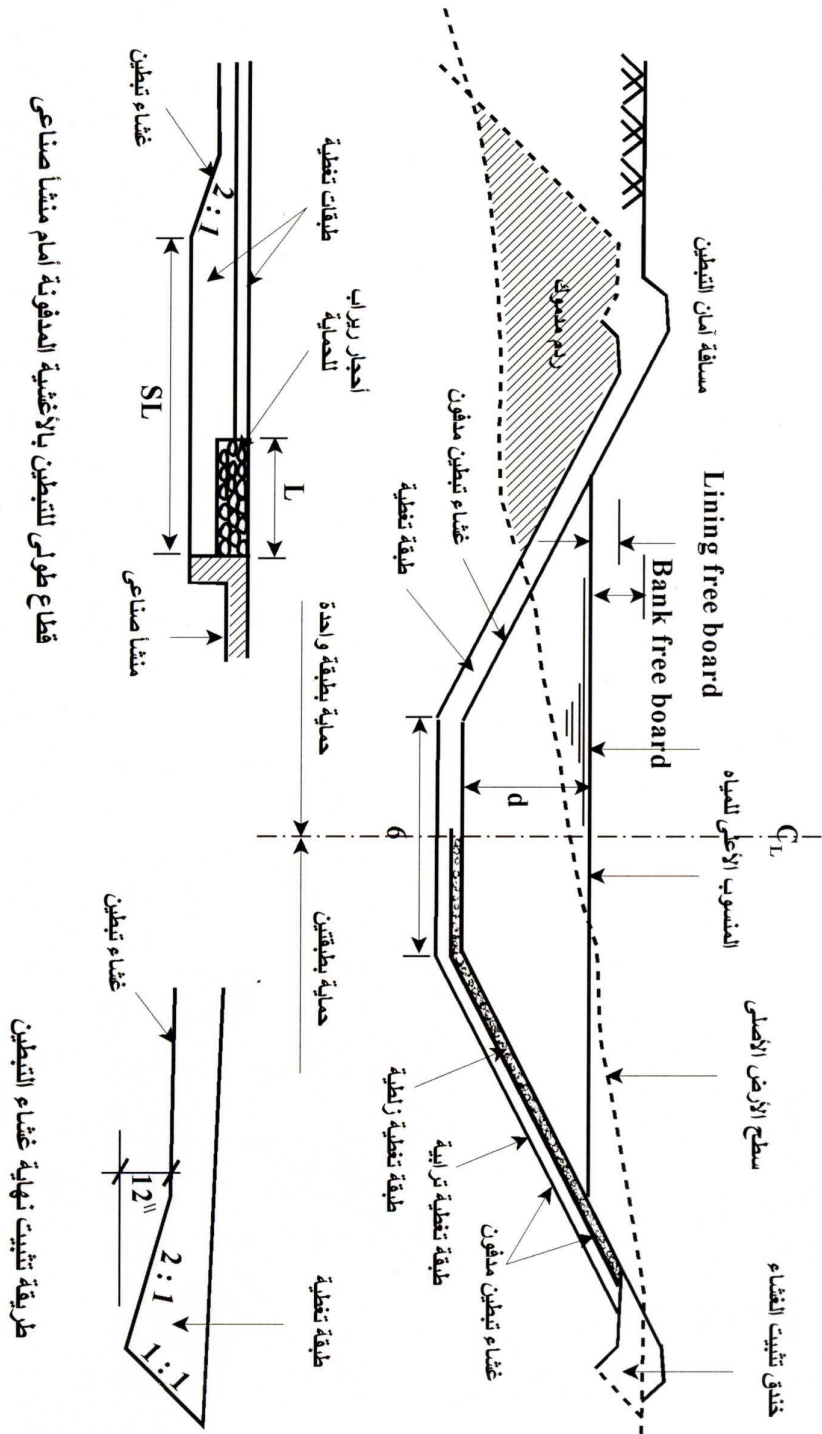 مسافة أمان التبطين
Lining free board
Bank free board
C_L
المنسوب الأعلى للمياه
سطح الأرض الأصلى
خندق تثبيت الغشاء
ردم مدموك
غشاء تبطين مدفون
طبقة تغطية
d
6
طبقة تغطية زلطية
طبقة تغطية ترابية
غشاء تبطين مدفون
حماية بطبقة واحدة
حماية بطبقتين
غشاء تبطين
2 : 1
طبقات تغطية
أحجار ريراب
للحماية
SL
L
منشأ صناعى
قطاع طولى للتبطين بالأغشية المدفونة أمام منشأ صناعى
غشاء تبطين
12"
2 : 1
1 : 1
طبقة تغطية
طريقة تثبيت نهاية غشاء التبطين